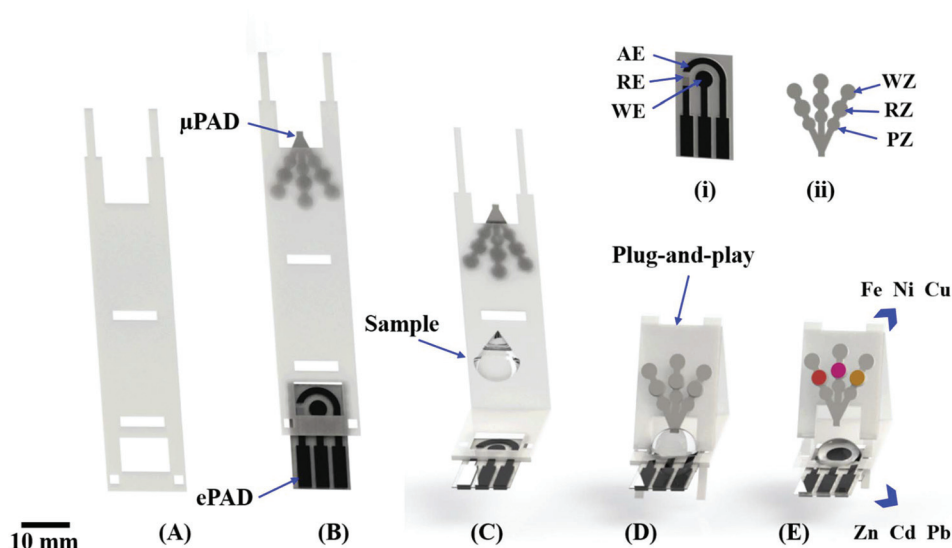 AE
RE
WE
WZ
RZ
PZ
(i)
(ii)
µPAD
Plug-and-play
Fe Ni Cu
Sample
ePAD
10 mm
(A)
(B)
(C)
(D)
(E)
Zn Cd Pb